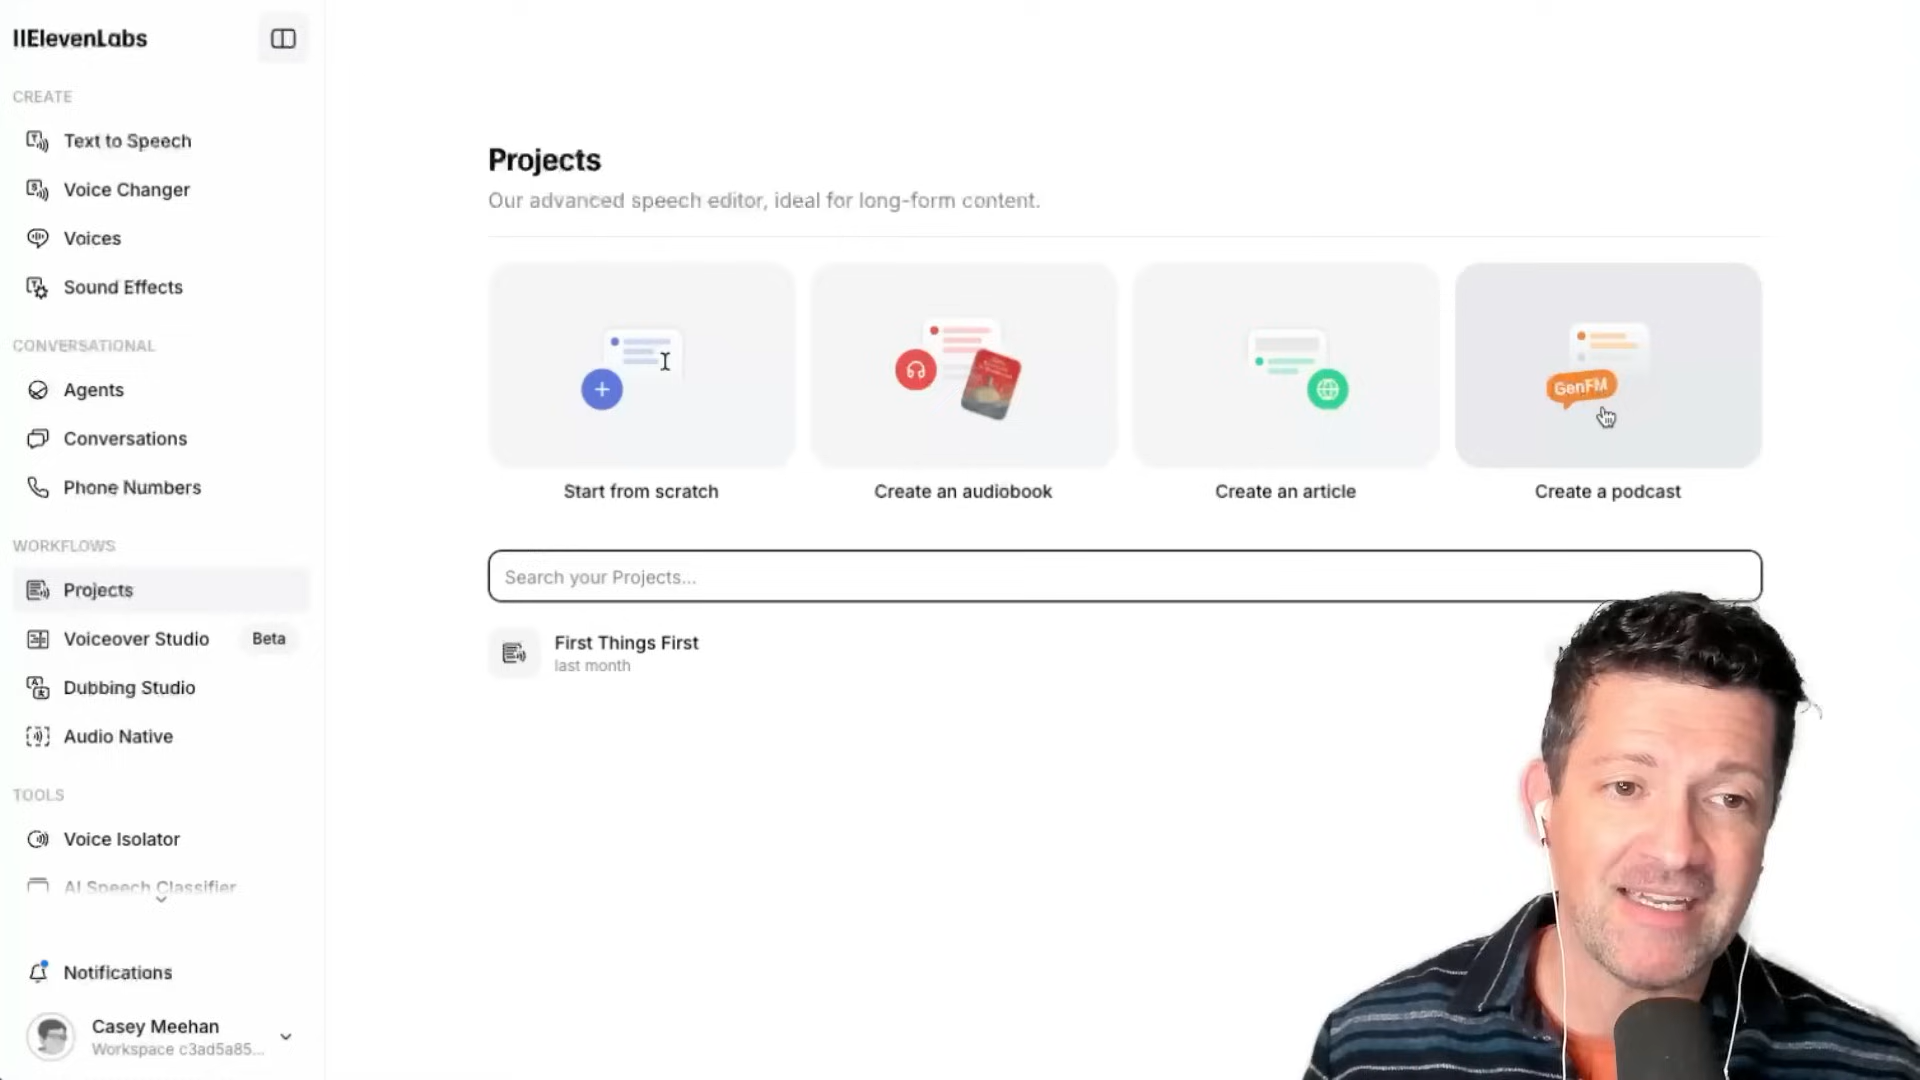 IIElevenLabs
CREATE
Text to Speech
Voice Changer
Voices
Sound Effects
CONVERSATIONAL
Agents
Conversations
Phone Numbers
WORKFLOWS
Projects
Voiceover Studio Beta
Dubbing Studio
Audio Native
TOOLS
Voice Isolator
AI Speech Classifier
Notifications
Casey Meehan
Workspace c3ad5a85...
Projects
Our advanced speech editor, ideal for long-form content.
GenFM
Start from scratch
Create an audiobook
Create an article
Create a podcast
Search your Projects...
First Things First
last month